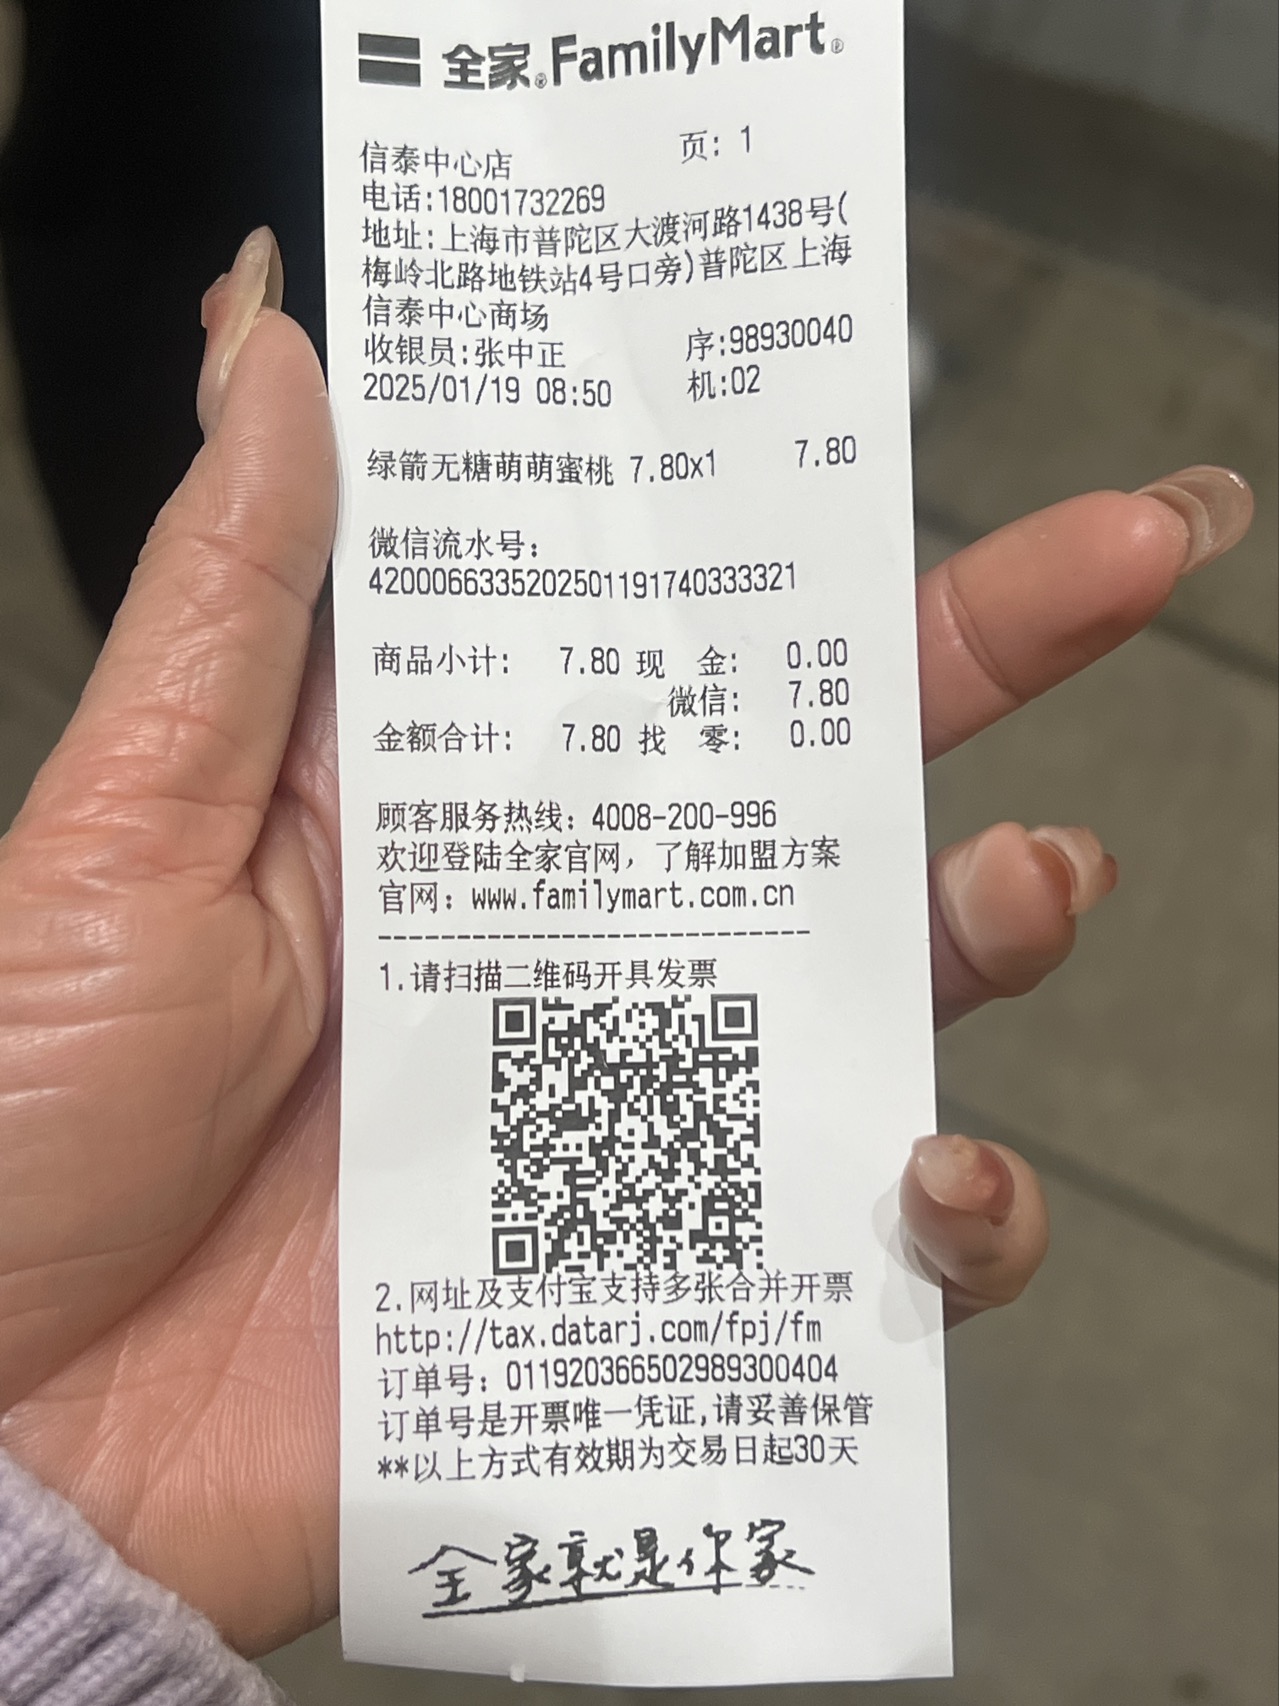 全家®FamilyMart®
页: 1
信泰中心店
电话:18001732269
地址:上海市普陀区大渡河路1438号(
梅岭北路地铁站4号口旁)普陀区上海
信泰中心商场
收银员:张中正 序:98930040
2025/01/19 08:50 机:02
绿箭无糖萌萌蜜桃 7.80x1 7.80
微信流水号:
4200066335202501191740333321
商品小计: 7.80 现 金: 0.00
微信: 7.80
金额合计: 7.80 找 零: 0.00
顾客服务热线: 4008-200-996
欢迎登陆全家官网, 了解加盟方案
官网: www.familymart.com.cn
---------------------------
1.请扫描二维码开具发票
2.网址及支付宝支持多张合并开票
http://tax.datarj.com/fpj/fm
订单号: 011920366502989300404
订单号是开票唯一凭证,请妥善保管
**以上方式有效期为交易日起30天
全家就是你家